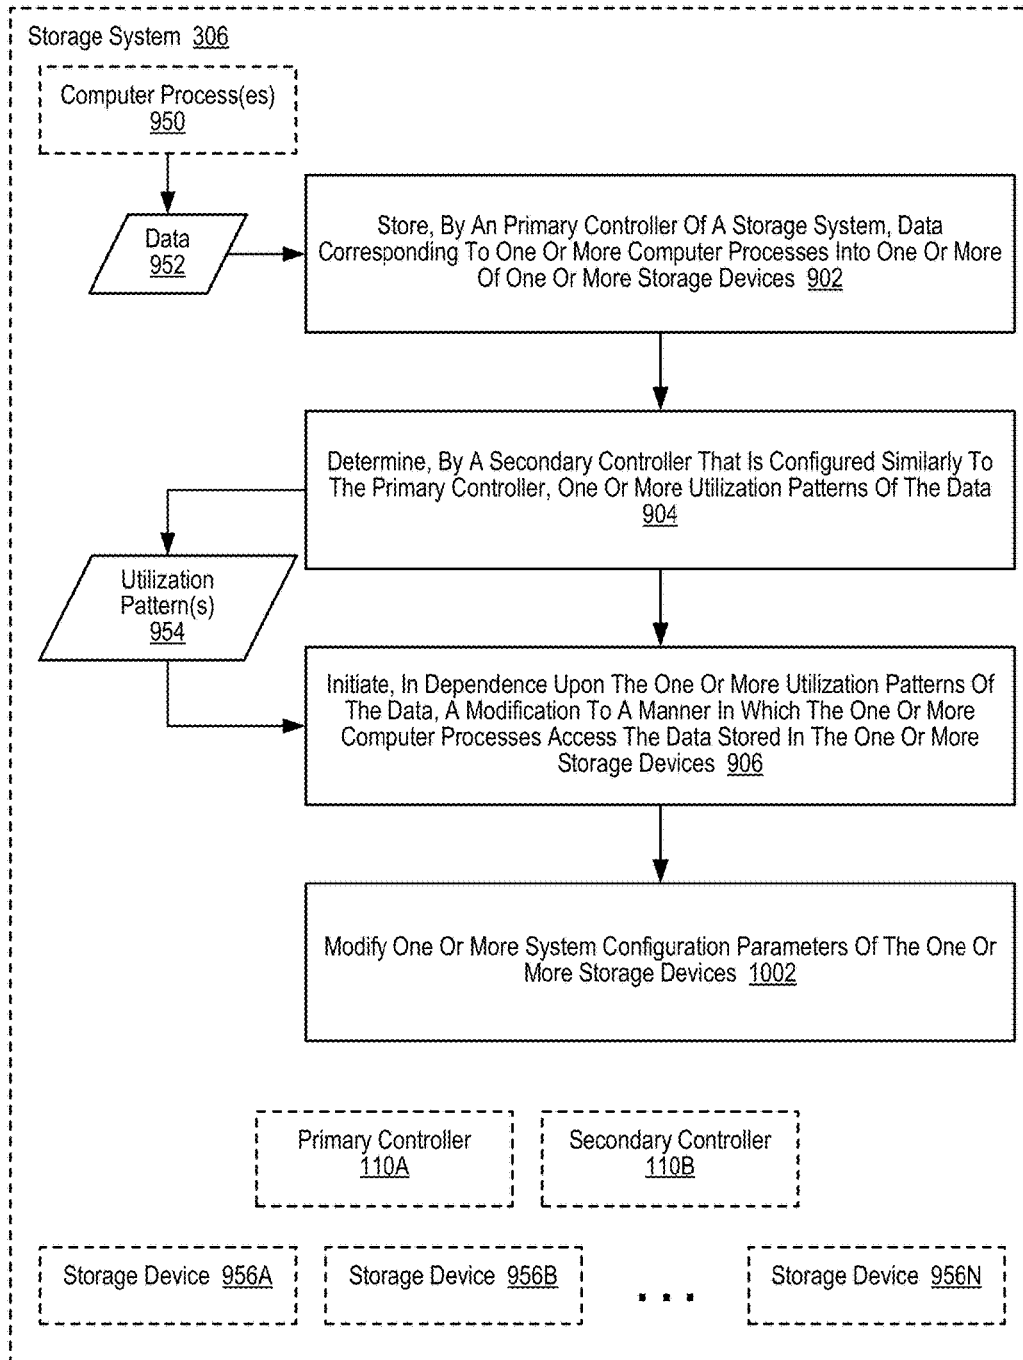 Storage System 306
Computer Process(es)
950
Data
952
Store, By An Primary Controller Of A Storage System, Data
Corresponding To One Or More Computer Processes Into One Or More
Of One Or More Storage Devices 902
Determine, By A Secondary Controller That Is Configured Similarly To
The Primary Controller, One Or More Utilization Patterns Of The Data
904
Utilization
Pattern(s)
954
Initiate, In Dependence Upon The One Or More Utilization Patterns Of
The Data, A Modification To A Manner In Which The One Or More
Computer Processes Access The Data Stored In The One Or More
Storage Devices 906
Modify One Or More System Configuration Parameters Of The One Or
More Storage Devices 1002
Primary Controller
110A
Secondary Controller
110B
Storage Device 956A
Storage Device 956B
. . .
Storage Device 956N